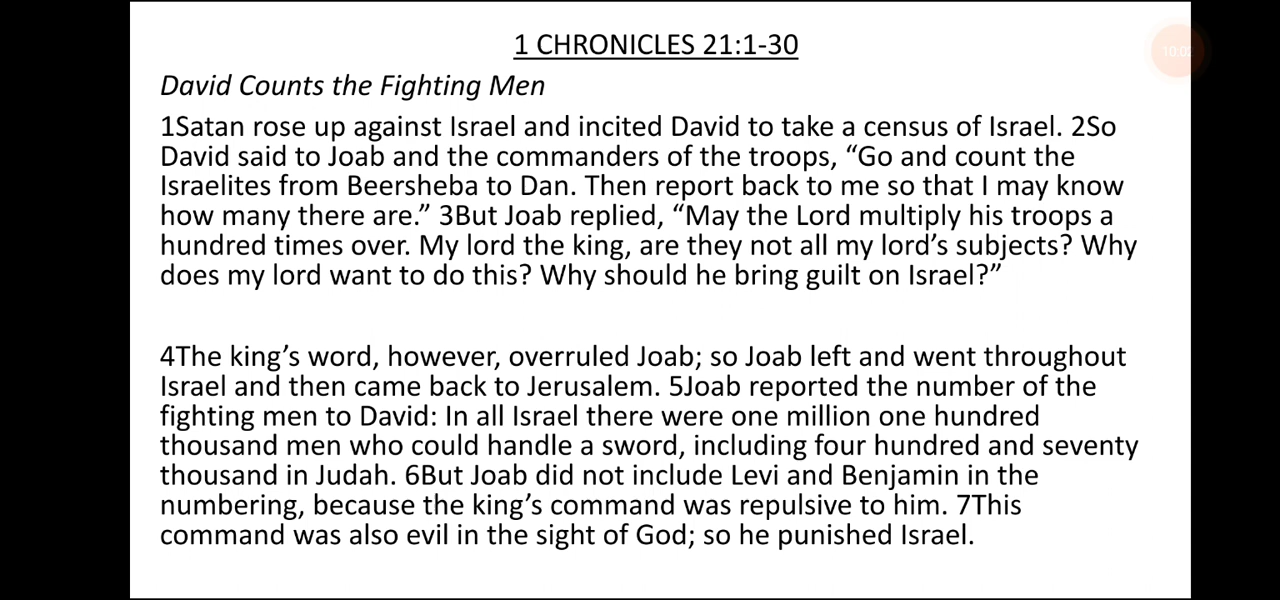 1 CHRONICLES 21:1-30
David Counts the Fighting Men
1Satan rose up against Israel and incited David to take a census of Israel. 2So
David said to Joab and the commanders of the troops, “Go and count the
Israelites from Beersheba to Dan. Then report back to me so that I may know
how many there are.” 3But Joab replied, “May the Lord multiply his troops a
hundred times over. My lord the king, are they not all my lord’s subjects? Why
does my lord want to do this? Why should he bring guilt on Israel?”
4The king’s word, however, overruled Joab; so Joab left and went throughout
Israel and then came back to Jerusalem. 5Joab reported the number of the
fighting men to David: In all Israel there were one million one hundred
thousand men who could handle a sword, including four hundred and seventy
thousand in Judah. 6But Joab did not include Levi and Benjamin in the
numbering, because the king’s command was repulsive to him. 7This
command was also evil in the sight of God; so he punished Israel.